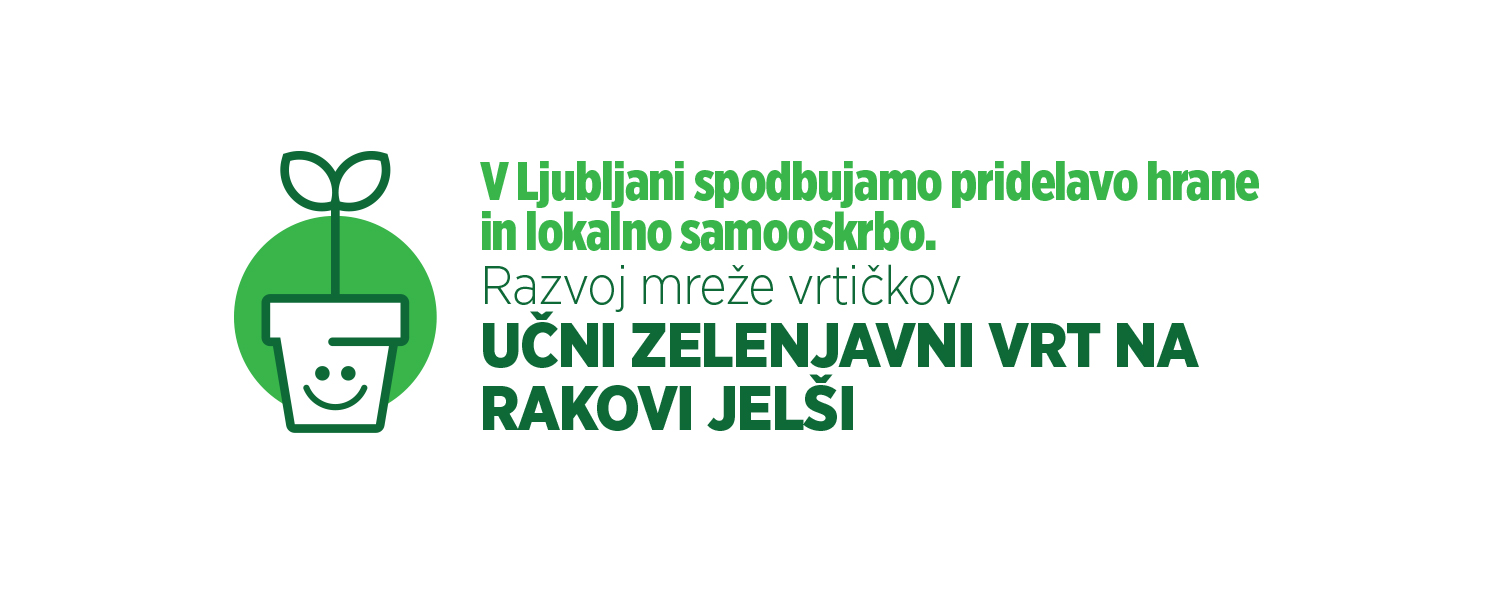 V Ljubljani spodbujamo pridelavo hrane
in lokalno samooskrbo.
Razvoj mreže vrtičkov
UČNI ZELENJAVNI VRT NA
RAKOVI JELŠI